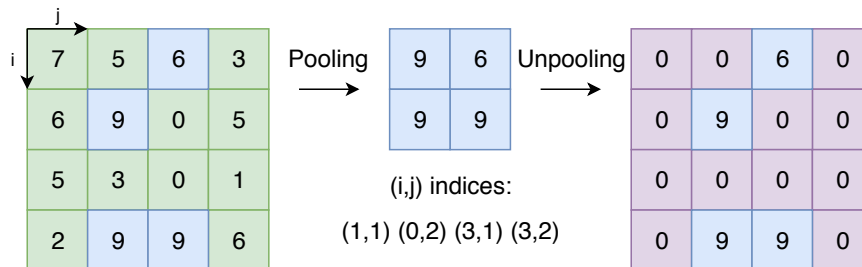 j
i
7 5 6 3
6 9 0 5
5 3 0 1
2 9 9 6
Pooling
9 6
9 9
(i,j) indices:
(1,1) (0,2) (3,1) (3,2)
Unpooling
0 0 6 0
0 9 0 0
0 0 0 0
0 9 9 0